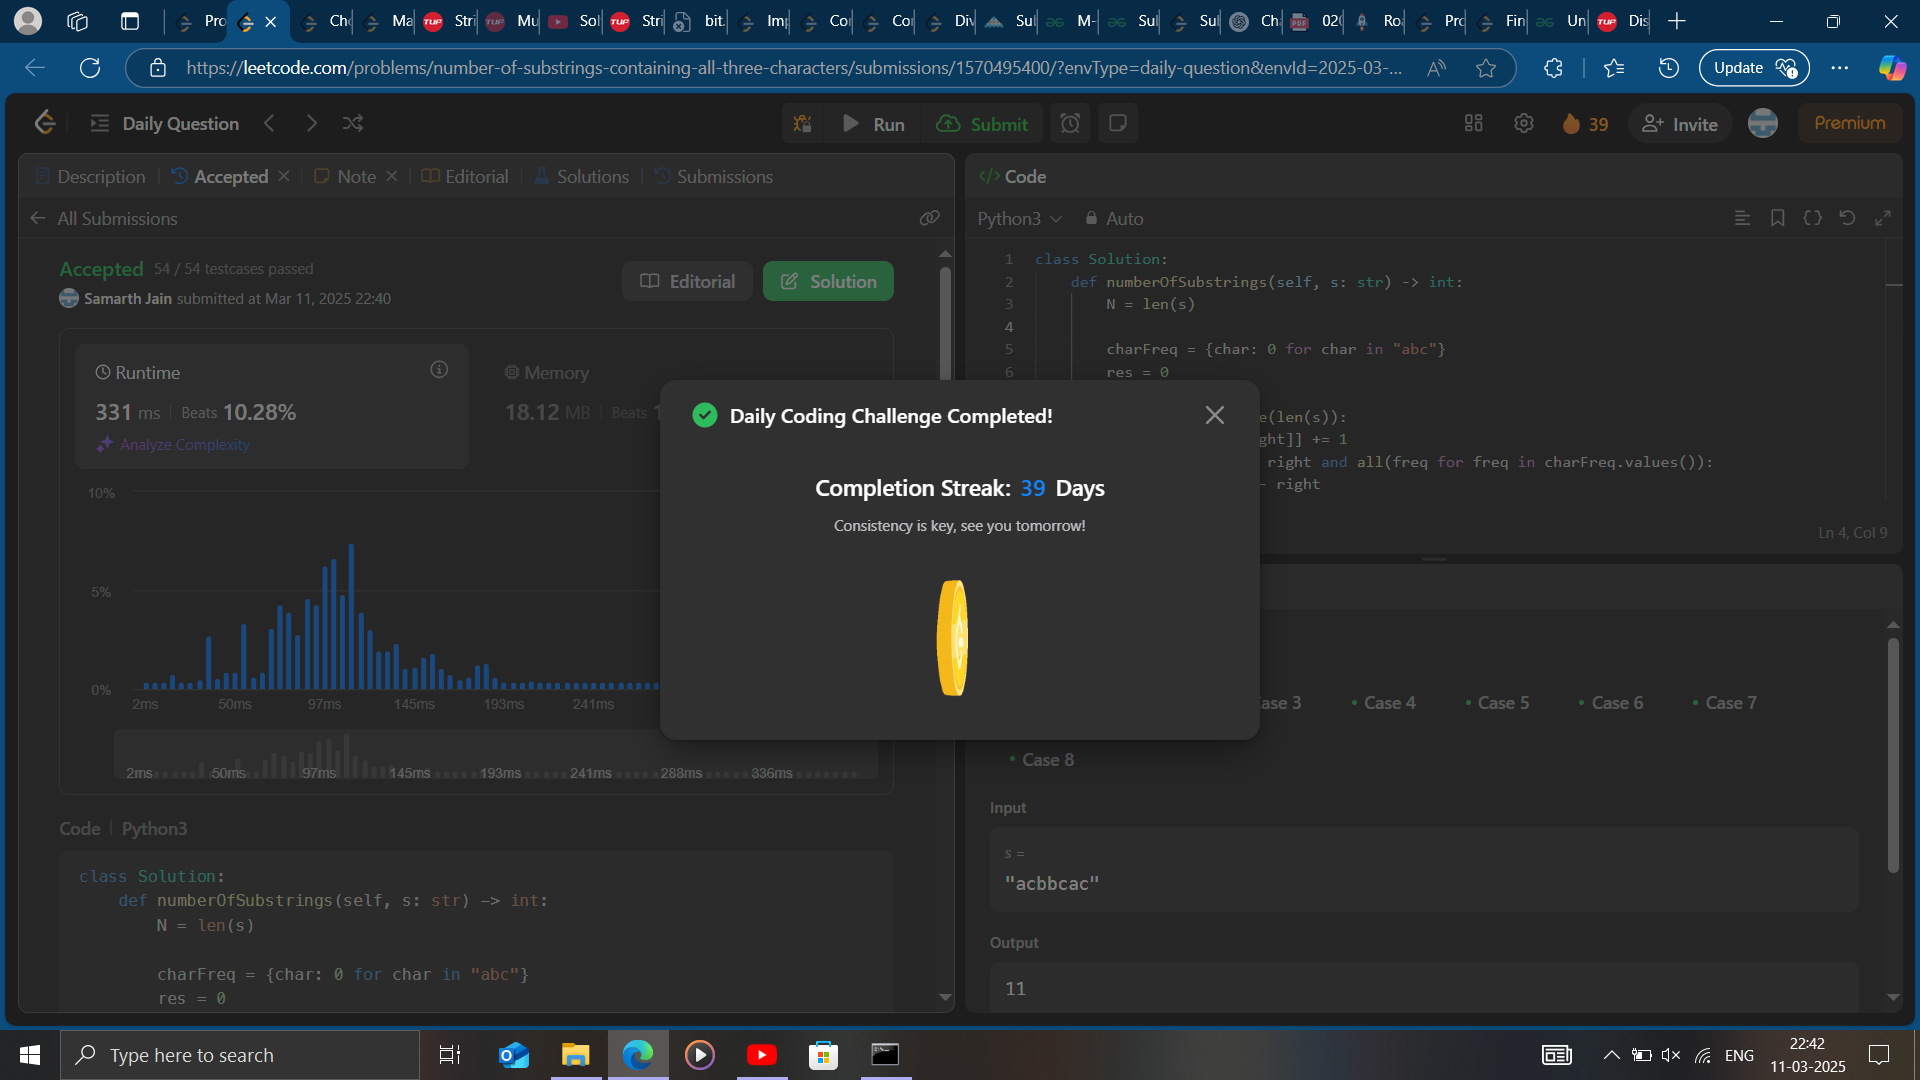 Pro
Ch
Ma
Stri
Mu
Sol
Stri
bit.
Imp
Co
Co
Div
Sul
M-
Sul
Sul
Ch
020
Roa
Pro
Fin
Un
Dis
https://leetcode.com/problems/number-of-substrings-containing-all-three-characters/submissions/1570495400/?envType=daily-question&envId=2025-03-...
Update
Daily Question
Run
Submit
39
Invite
Premium
Description
Accepted
Note
Editorial
Solutions
Submissions
All Submissions
Accepted 54 / 54 testcases passed
Samarth Jain submitted at Mar 11, 2025 22:40
Editorial
Solution
Runtime
331 ms | Beats 10.28%
Analyze Complexity
Memory
18.12 MB | Beats
10%
5%
0%
2ms 50ms 97ms 145ms 193ms 241ms
2ms 50ms 97ms 145ms 193ms 241ms 288ms 336ms
Code | Python3
class Solution:
def numberOfSubstrings(self, s: str) -> int:
N = len(s)
charFreq = {char: 0 for char in "abc"}
res = 0
</> Code
Python3
Auto
1 class Solution:
2 def numberOfSubstrings(self, s: str) -> int:
3 N = len(s)
4
5 charFreq = {char: 0 for char in "abc"}
6 res = 0
e(len(s)):
ght]] += 1
right and all(freq for freq in charFreq.values()):
- right
Ln 4, Col 9
Daily Coding Challenge Completed!
Completion Streak: 39 Days
Consistency is key, see you tomorrow!
ase 3
Case 4
Case 5
Case 6
Case 7
Case 8
Input
s =
"acbbcac"
Output
11
Type here to search
ENG
22:42
11-03-2025